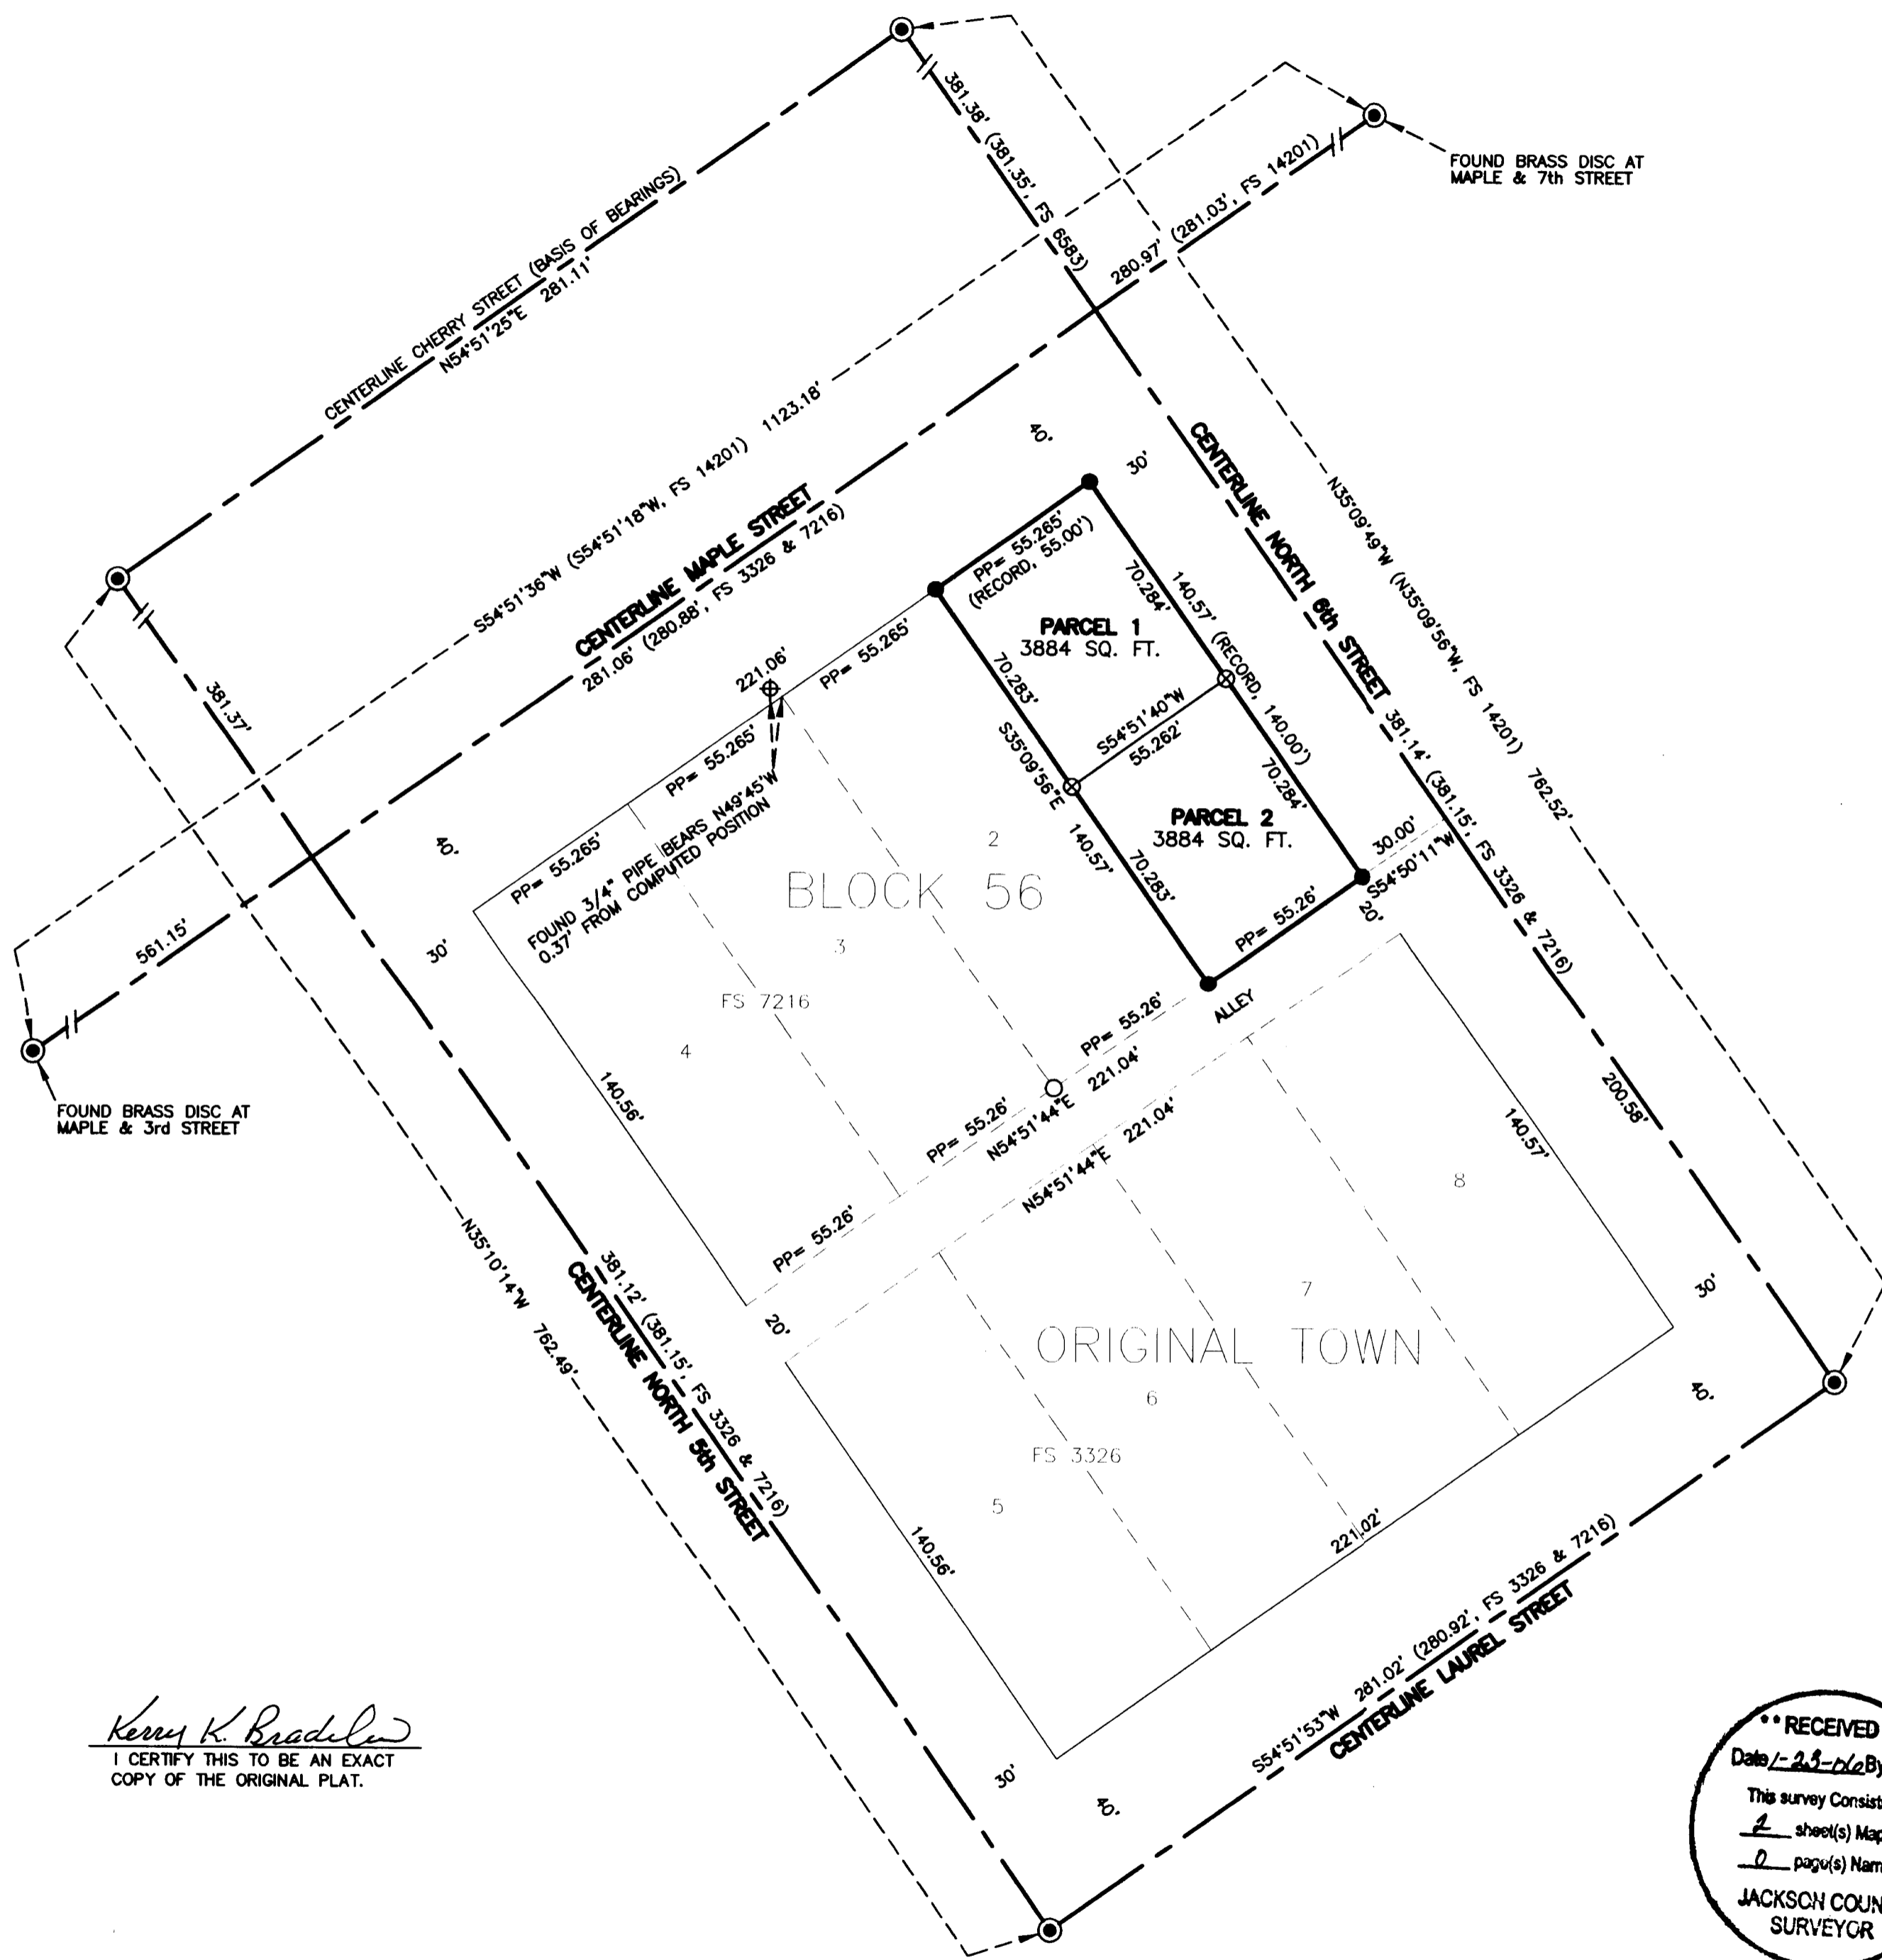 381.38' (381.35', FS 6583)
FOUND BRASS DISC AT
MAPLE & 7th STREET
280.97' (281.03', FS 14201)
CENTERLINE CHERRY STREET (BASIS OF BEARINGS)
N54°51'25"E 281.11'
S54°51'36"W (S54°51'18"W, FS 14201) 1123.18'
CENTERLINE MAPLE STREET
281.06' (280.88', FS 3326 & 7216)
40'
30'
CENTERLINE NORTH 6th STREET 381.14' (381.15', FS 3326 & 7216)
N35°09'49"W (N35°09'56"W, FS 14201) 762.52'
PP= 55.265'
(RECORD, 55.00')
70.284'
140.57' (RECORD, 140.00')
PARCEL 1
3884 SQ. FT.
70.283'
S54°51'40"W
55.262'
S35°09'56"E 140.57'
PARCEL 2
3884 SQ. FT.
70.284'
70.283'
30.00'
S54°50'11"W
PP= 55.26'
20'
221.06'
PP= 55.265'
PP= 55.265'
PP= 55.265'
FOUND 3/4" PIPE BEARS N49°45'W
0.37' FROM COMPUTED POSITION
381.37'
40'
30'
561.15'
FOUND BRASS DISC AT
MAPLE & 3rd STREET
2
BLOCK 56
3
FS 7216
4
140.56'
ALLEY
PP= 55.26'
PP= 55.26'
N54°51'44"E 221.04'
N54°51'44"E 221.04'
PP= 55.26'
20'
200.58'
140.57'
8
7
ORIGINAL TOWN
6
FS 3326
5
140.56'
221.02'
30'
40'
N35°10'14"W 762.49'
381.12' (381.15', FS 3326 & 7216)
CENTERLINE NORTH 5th STREET
30'
40'
S54°51'53"W 281.02' (280.92', FS 3326 & 7216)
CENTERLINE LAUREL STREET
Kerry K. Bradshaw
I CERTIFY THIS TO BE AN EXACT
COPY OF THE ORIGINAL PLAT.
**RECEIVED
Date 1-23-06 By
This survey Consist
2 sheet(s) Map
0 page(s) Narr
JACKSON COUN
SURVEYOR